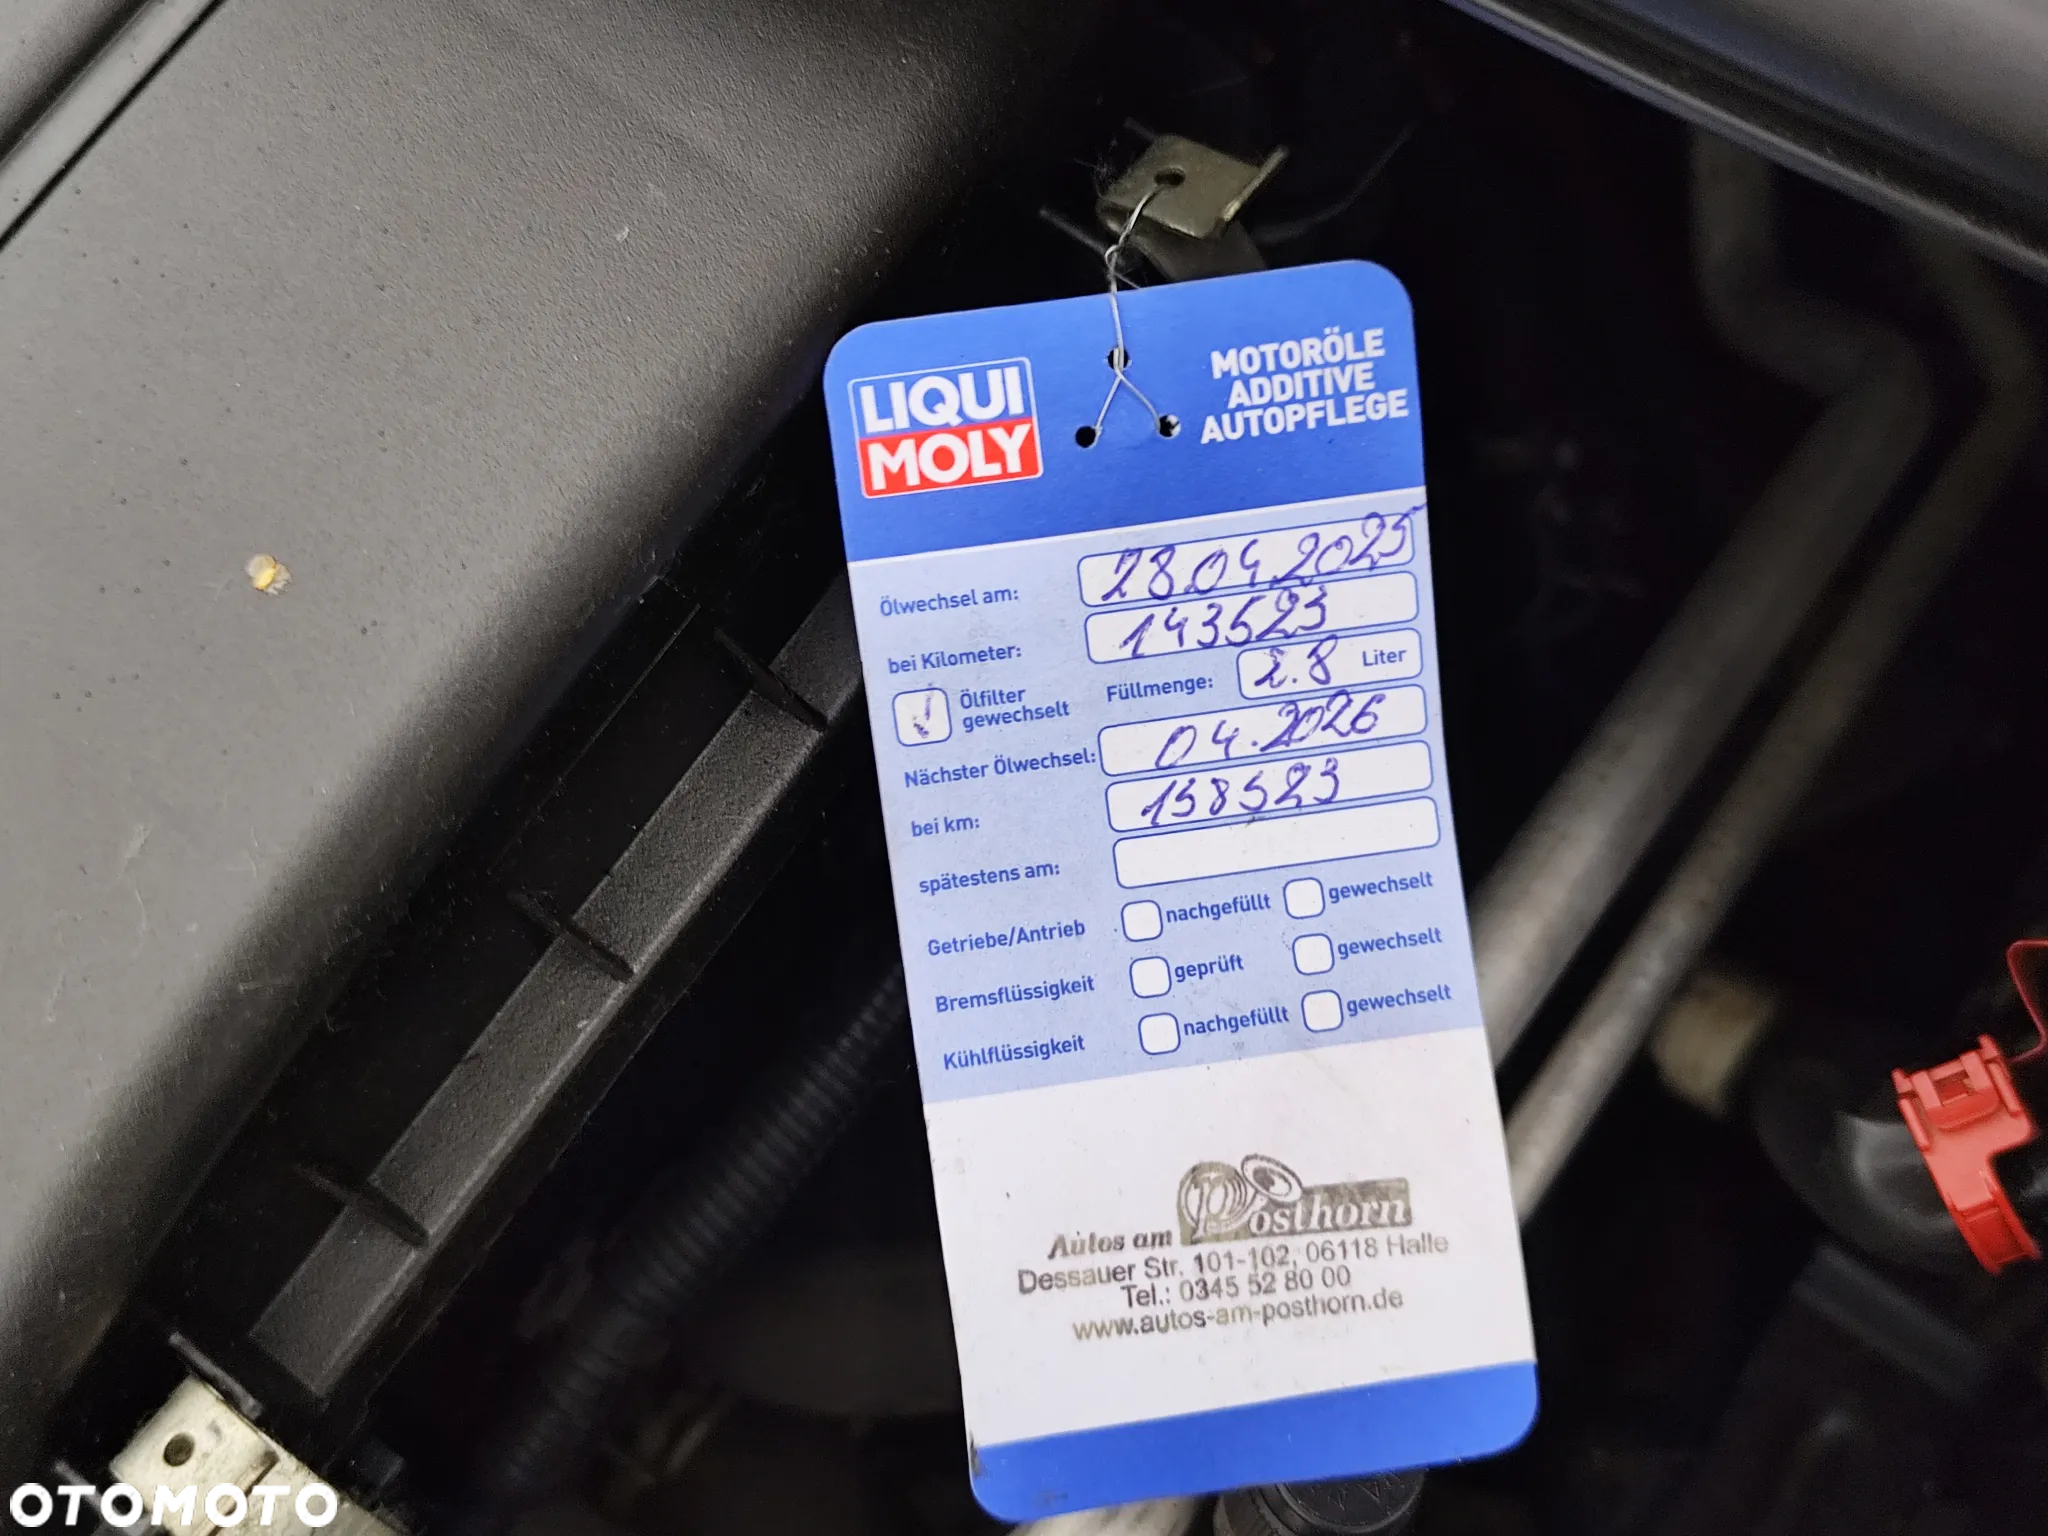 LIQUI
MOLY
MOTORÖLE
ADDITIVE
AUTOPFLEGE
Ölwechsel am: 28.04.2025
bei Kilometer: 143523
Ölfilter gewechselt Füllmenge: 2.8 Liter
Nächster Ölwechsel: 04.2026
bei km: 158523
spätestens am:
Getriebe/Antrieb nachgefüllt gewechselt
Bremsflüssigkeit geprüft gewechselt
Kühlflüssigkeit nachgefüllt gewechselt
Autos am Posthorn
Dessauer Str. 101-102, 06118 Halle
Tel.: 0345 52 80 00
www.autos-am-posthorn.de
OTOMOTO